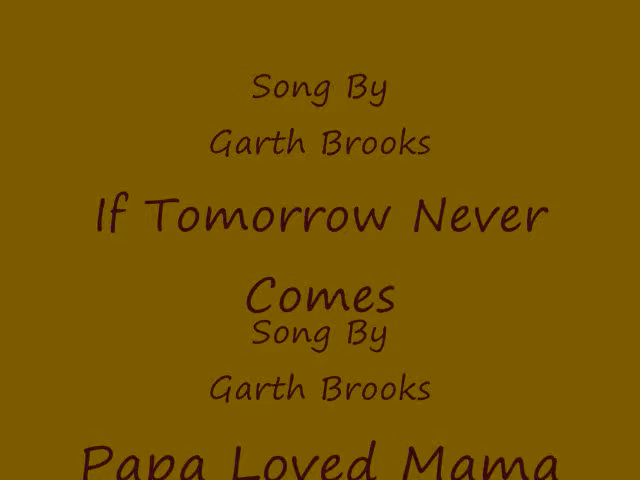 Song By
Garth Brooks
If Tomorrow Never
Comes
Song By
Garth Brooks
Papa Loved Mama